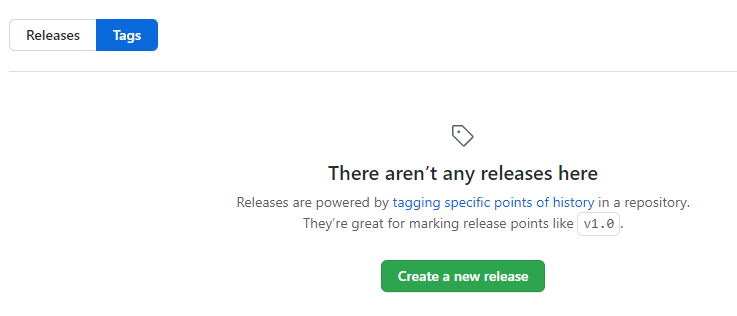 Releases Tags
There aren’t any releases here
Releases are powered by tagging specific points of history in a repository.
They’re great for marking release points like v1.0.
Create a new release